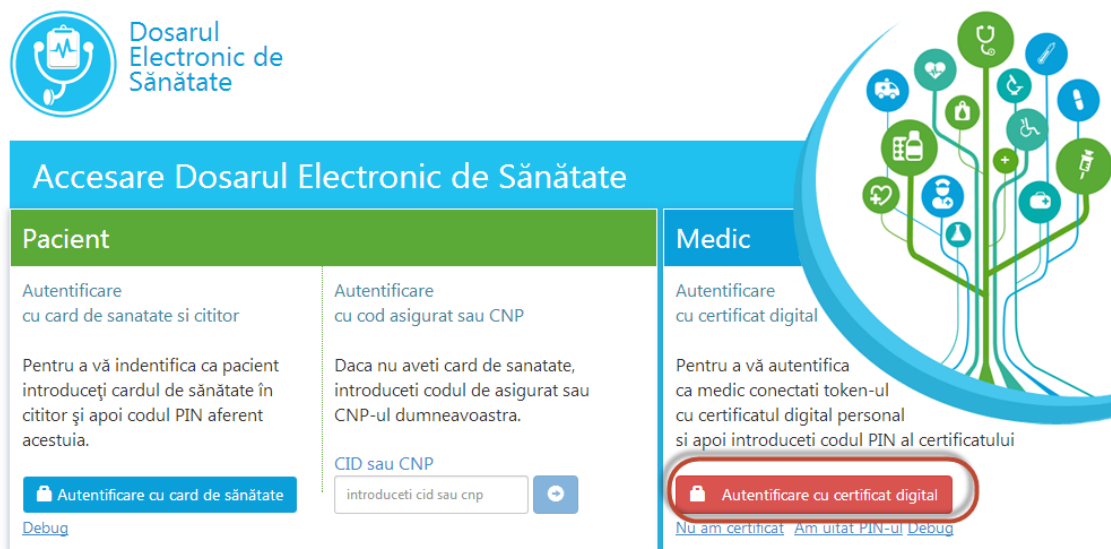 Dosarul
Electronic de
Sănătate
Accesare Dosarul Electronic de Sănătate
Pacient
Autentificare
cu card de sanatate si cititor
Pentru a vă indentifica ca pacient
introduceţi cardul de sănătate în
cititor şi apoi codul PIN aferent
acestuia.
Autentificare cu card de sănătate
Debug
Autentificare
cu cod asigurat sau CNP
Daca nu aveti card de sanatate,
introduceti codul de asigurat sau
CNP-ul dumneavoastra.
CID sau CNP
introduceti cid sau cnp
Medic
Autentificare
cu certificat digital
Pentru a vă autentifica
ca medic conectati token-ul
cu certificatul digital personal
si apoi introduceti codul PIN al certificatului
Autentificare cu certificat digital
Nu am certificat Am uitat PIN-ul Debug